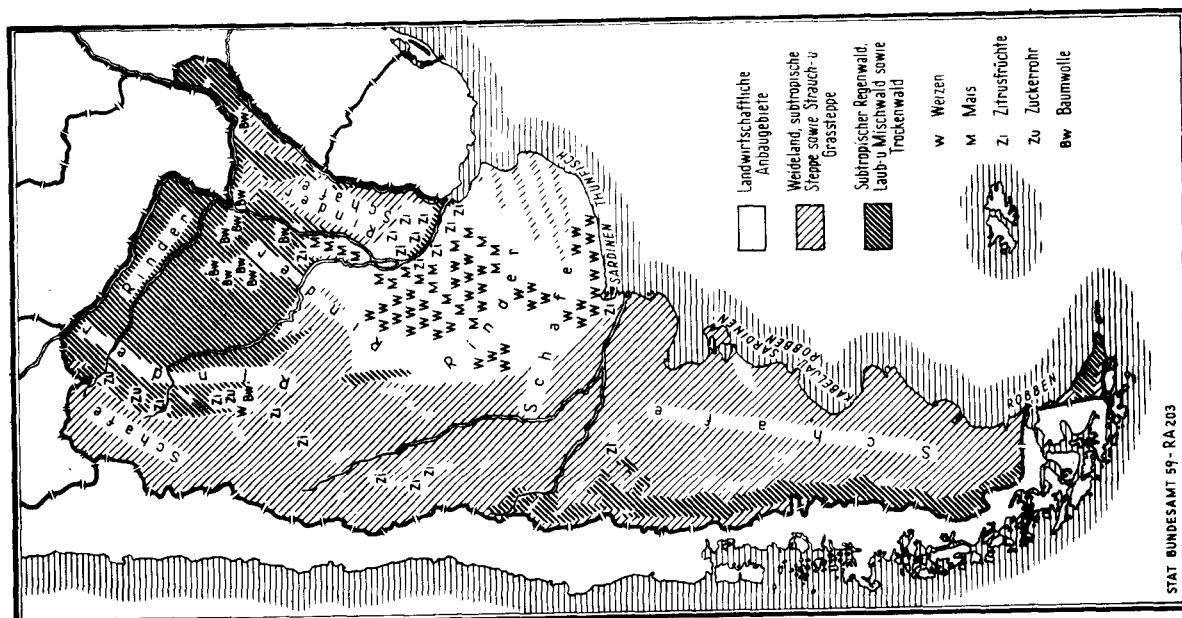 Landwirtschaftliche
Anbaugebiete
Weideland, subtropische
Steppe sowie Strauch-u
Grassteppe
Subtropischer Regenwald,
Laub-u Mischwald sowie
Trockenwald
W Weizen
M Mais
Zi Zitrusfrüchte
Zu Zuckerrohr
Bw Baumwolle
Rinder
Schafe
Rinder
Schafe
Rinder
Rinder
Schafe
Schafe
THUNFISCH
SARDINEN
SARDINEN
ROBBEN
KABELJAU
ROBBEN
STAT BUNDESAMT 59 - RA 203